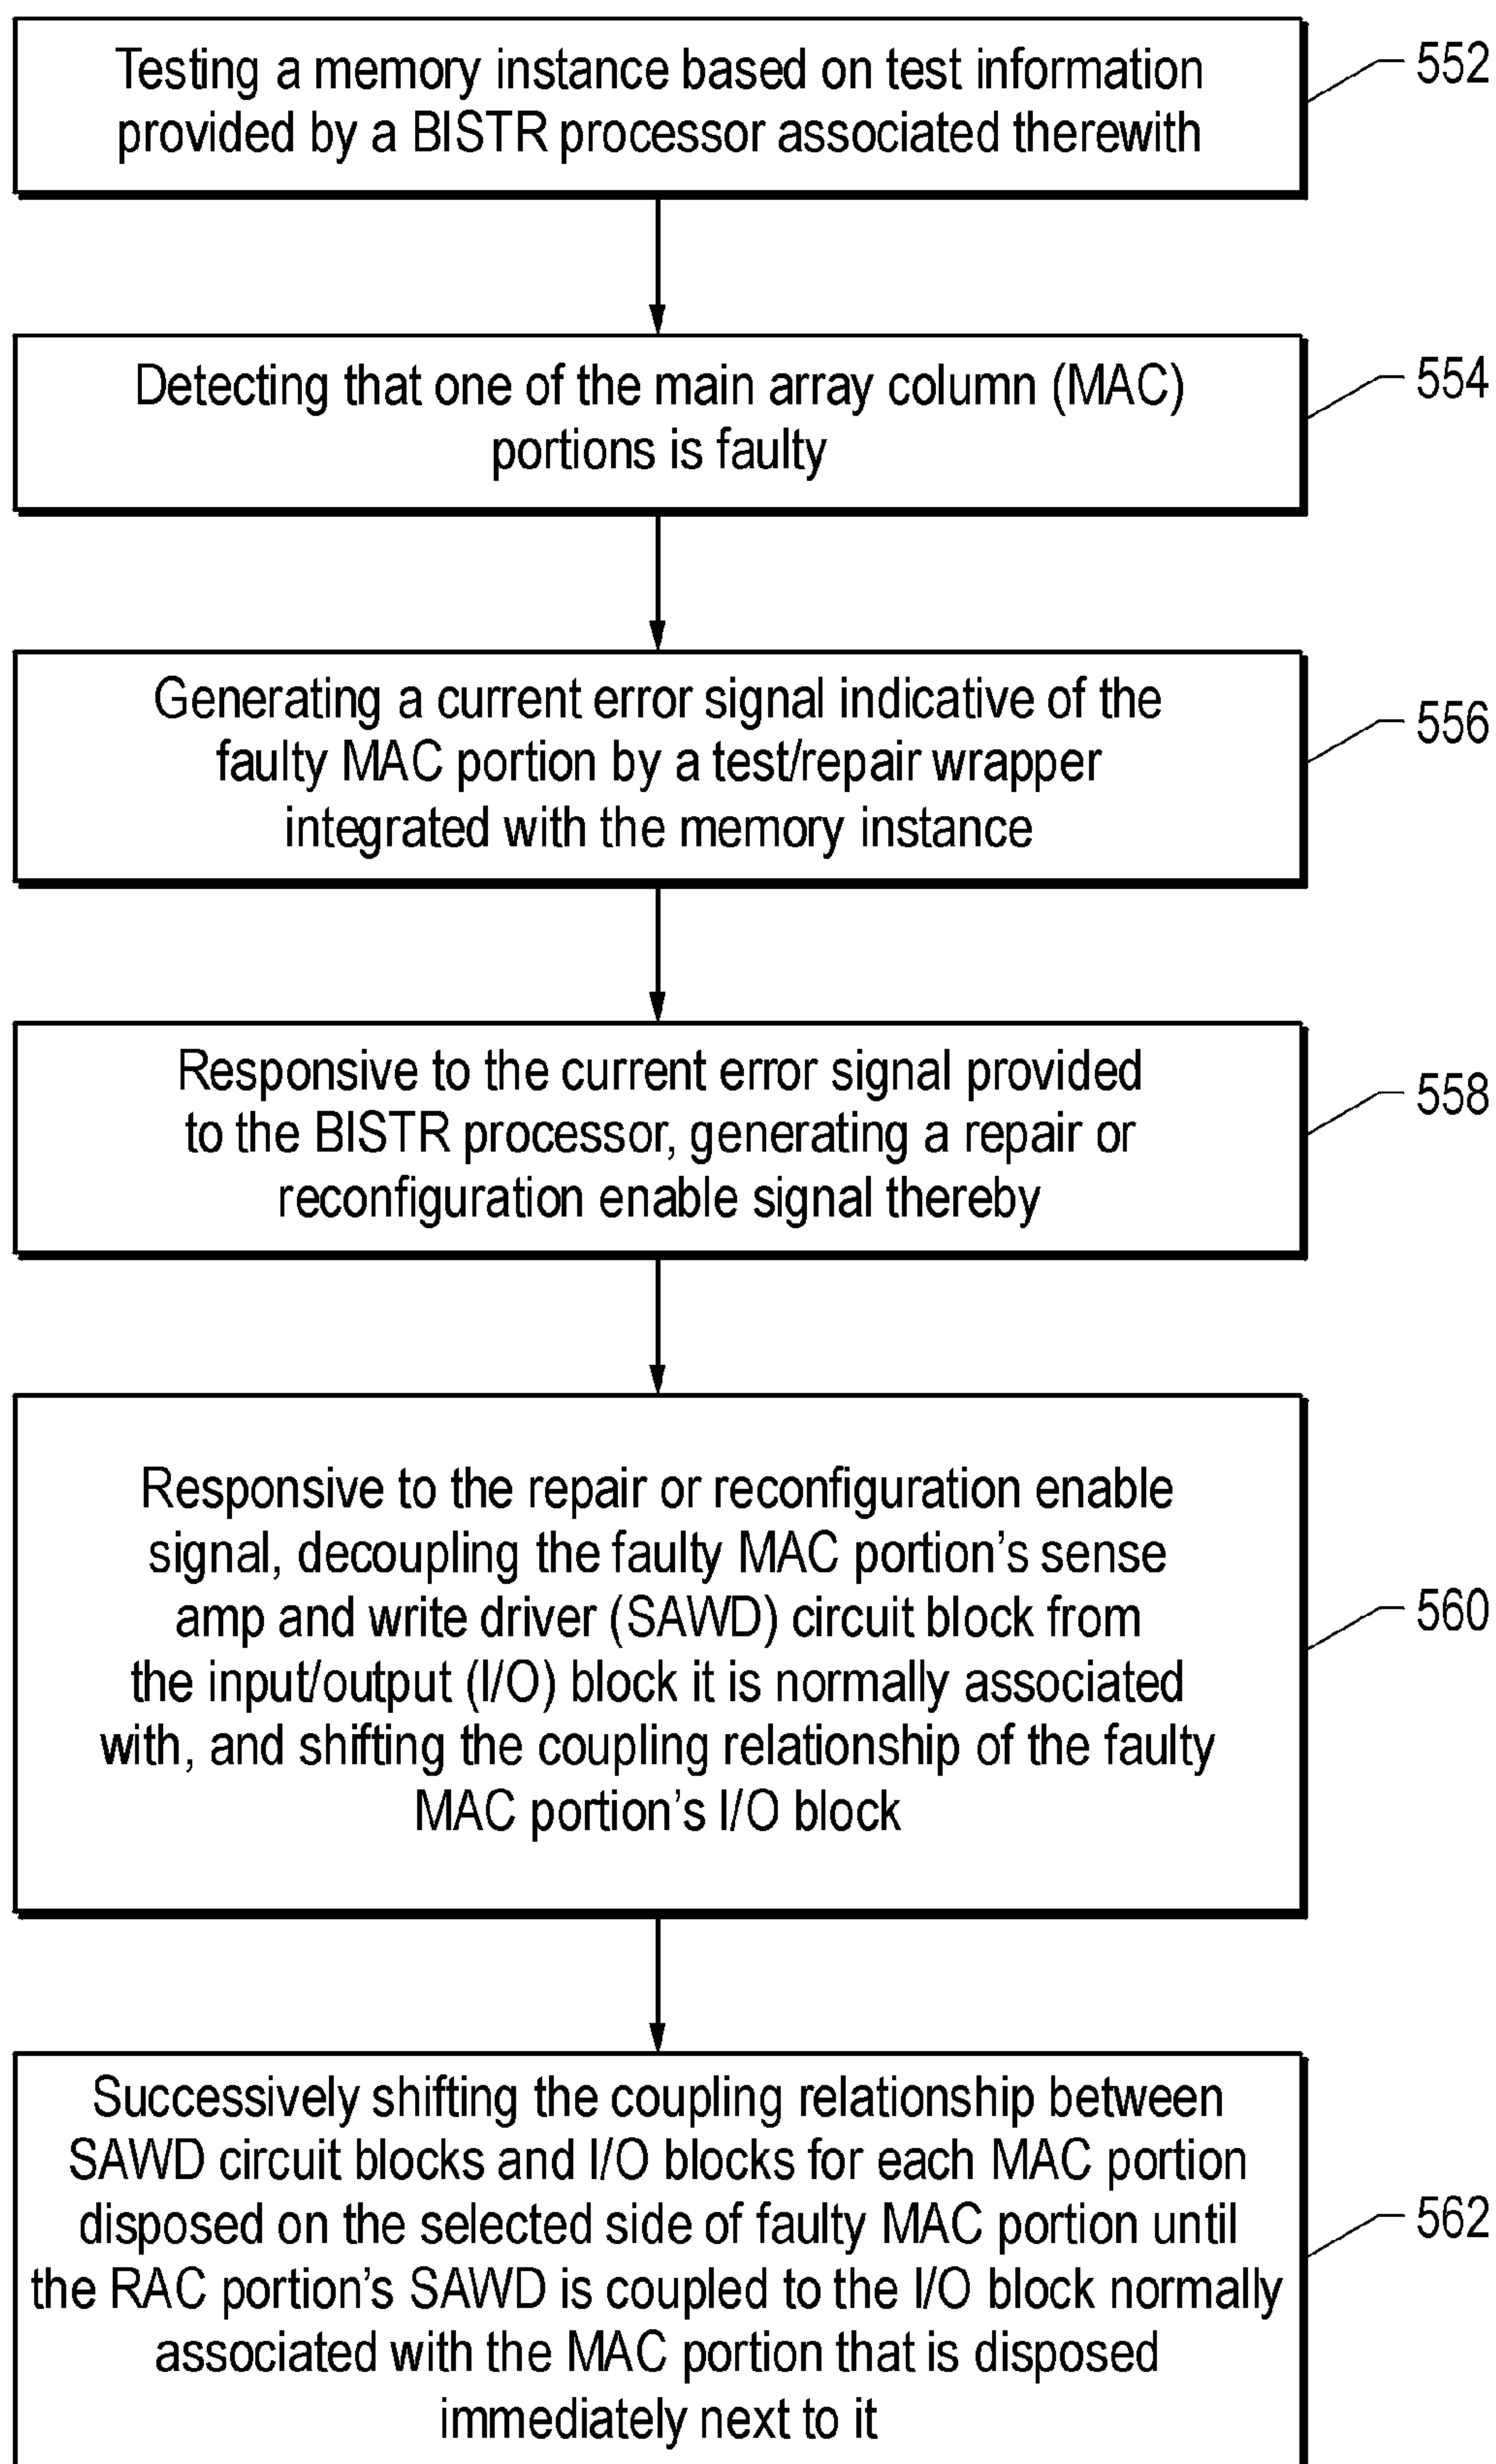 Testing a memory instance based on test information
provided by a BISTR processor associated therewith
552
Detecting that one of the main array column (MAC)
portions is faulty
554
Generating a current error signal indicative of the
faulty MAC portion by a test/repair wrapper
integrated with the memory instance
556
Responsive to the current error signal provided
to the BISTR processor, generating a repair or
reconfiguration enable signal thereby
558
Responsive to the repair or reconfiguration enable
signal, decoupling the faulty MAC portion's sense
amp and write driver (SAWD) circuit block from
the input/output (I/O) block it is normally associated
with, and shifting the coupling relationship of the faulty
MAC portion's I/O block
560
Successively shifting the coupling relationship between
SAWD circuit blocks and I/O blocks for each MAC portion
disposed on the selected side of faulty MAC portion until
the RAC portion's SAWD is coupled to the I/O block normally
associated with the MAC portion that is disposed
immediately next to it
562